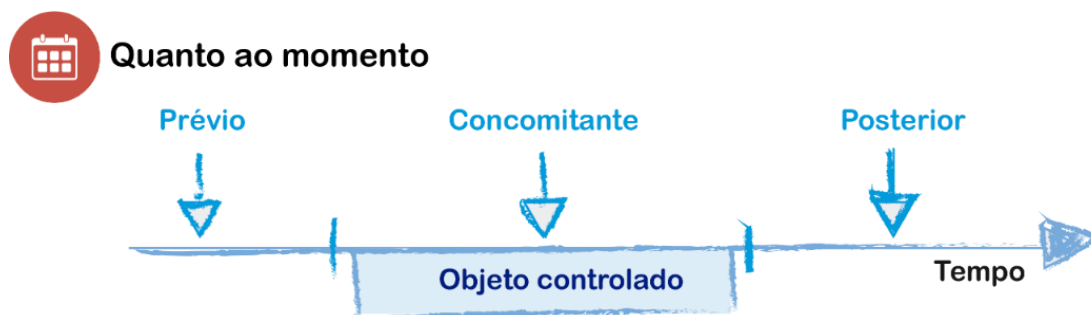 Quanto ao momento
Prévio Concomitante Posterior
Objeto controlado
Tempo